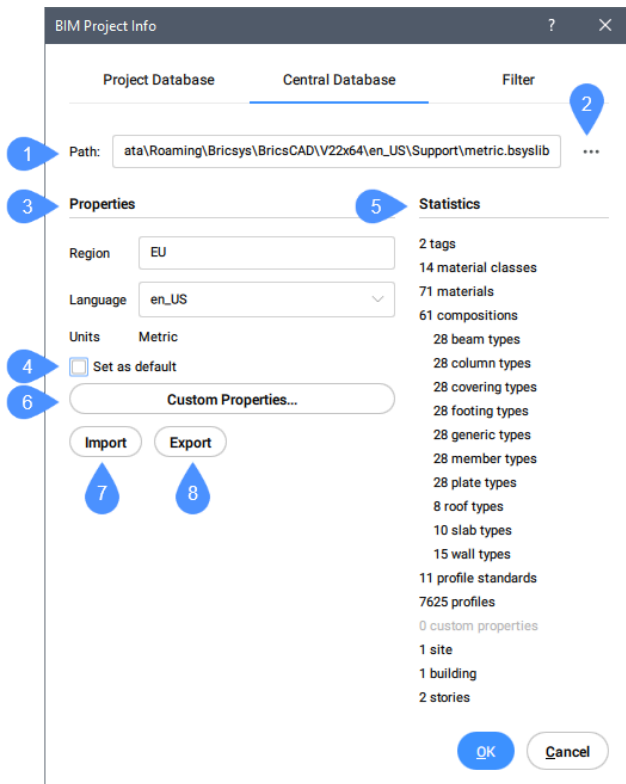 BIM Project Info ?
Project Database Central Database Filter
2
1 Path: ata\Roaming\Bricsys\BricsCAD\V22x64\en_US\Support\metric.bsyslib ...
3 Properties
Region EU
Language en_US
Units Metric
4 Set as default
6 Custom Properties...
Import Export
7 8
5 Statistics
2 tags
14 material classes
71 materials
61 compositions
28 beam types
28 column types
28 covering types
28 footing types
28 generic types
28 member types
28 plate types
8 roof types
10 slab types
15 wall types
11 profile standards
7625 profiles
0 custom properties
1 site
1 building
2 stories
OK Cancel